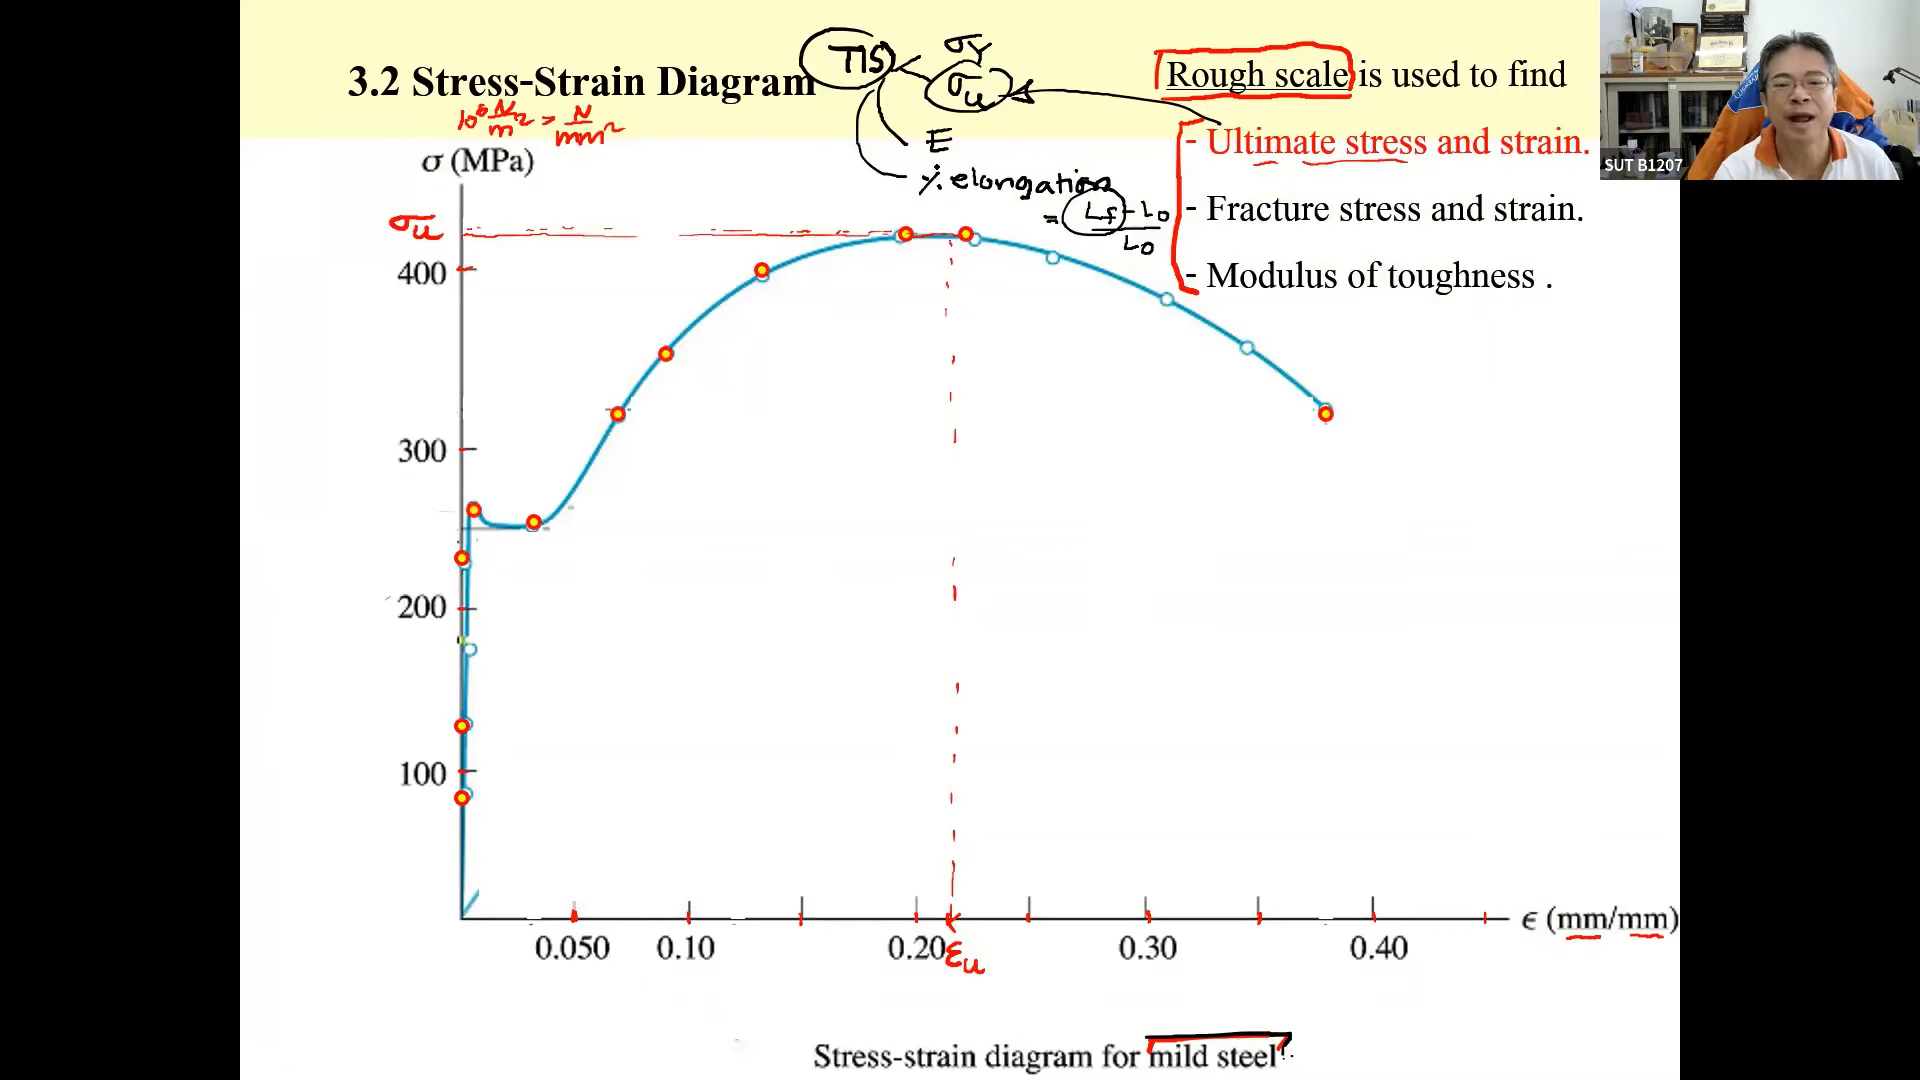 3.2 Stress-Strain Diagram
10⁶ N/m² > N/mm²
TIS
σy
σu
E
% elongation
= Lf - L0
L0
Rough scale is used to find
- Ultimate stress and strain.
- Fracture stress and strain.
- Modulus of toughness .
SUT B1207
σ (MPa)
σu
400
300
200
100
0.050 0.10 0.20 0.30 0.40
εu
ϵ (mm/mm)
Stress-strain diagram for mild steel